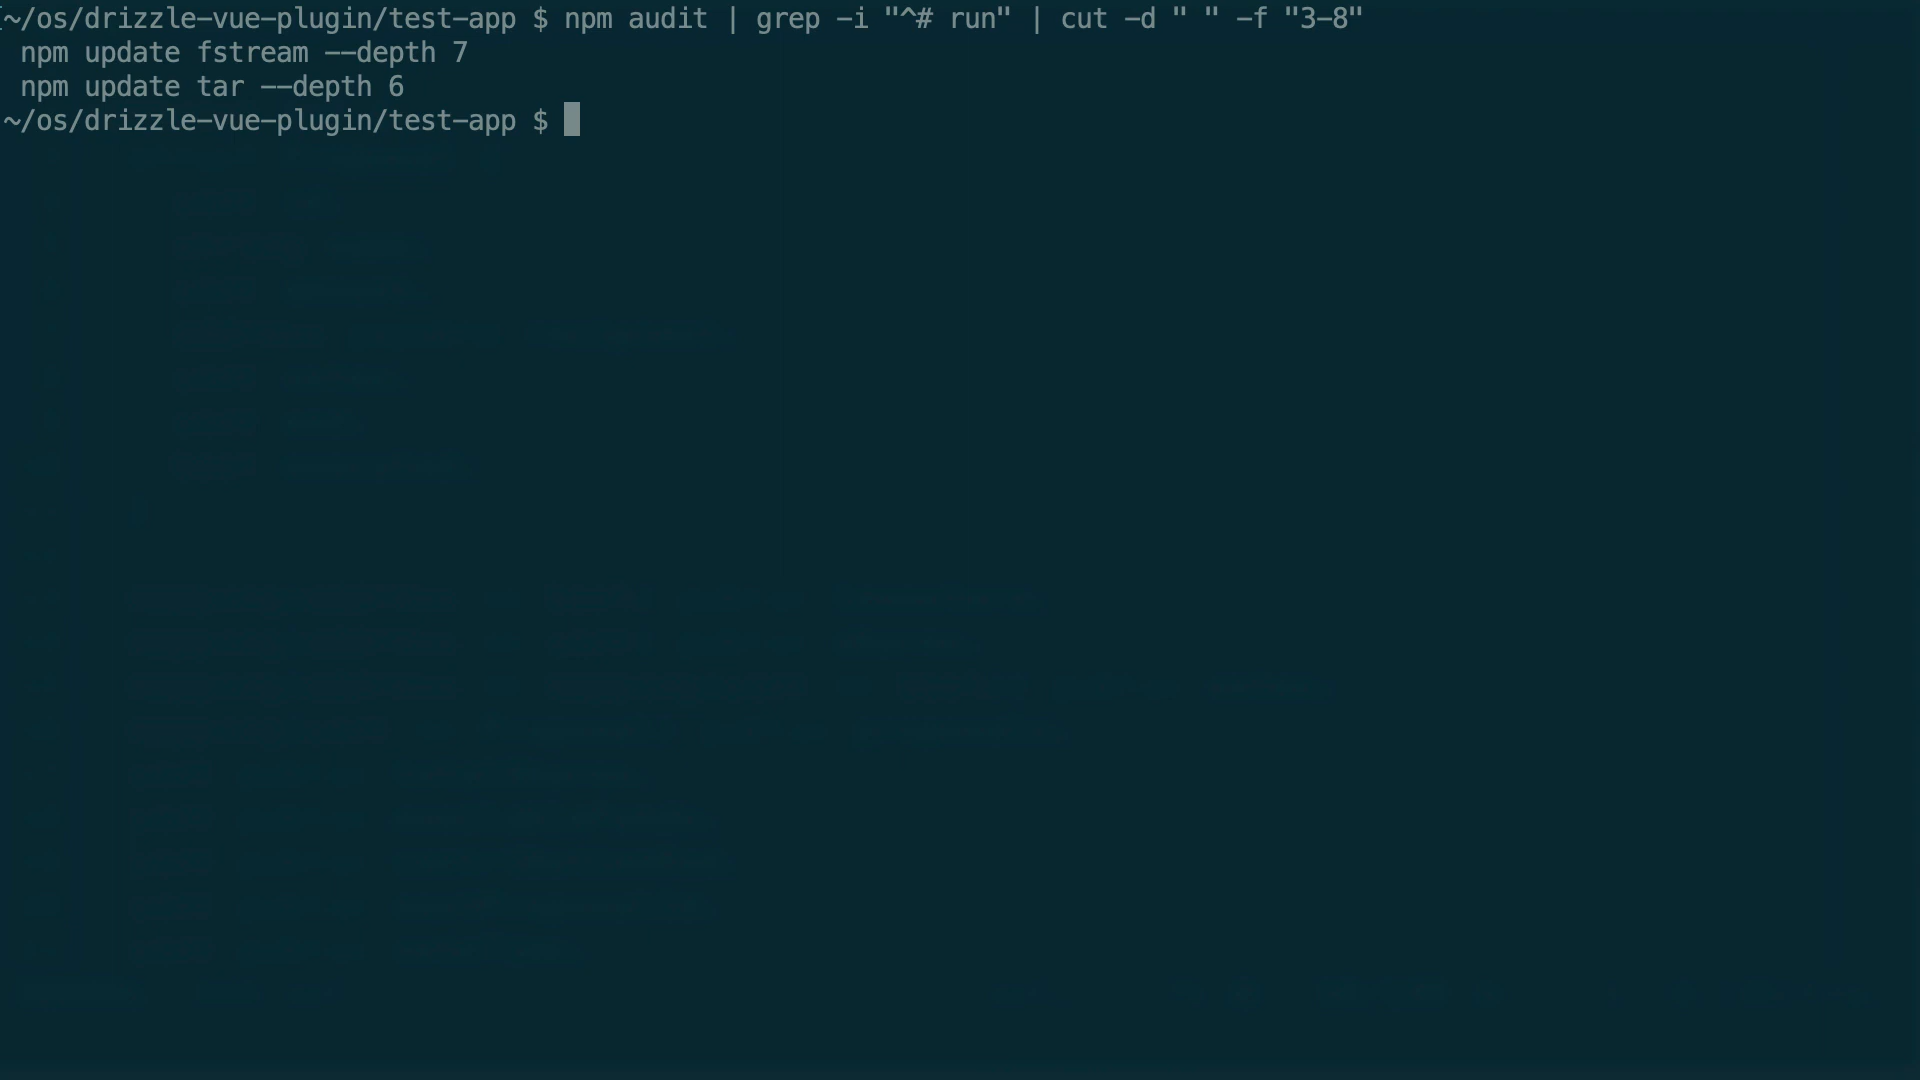 ~/os/drizzle-vue-plugin/test-app $ npm audit | grep -i "^# run" | cut -d " " -f "3-8"
npm update fstream --depth 7
npm update tar --depth 6
~/os/drizzle-vue-plugin/test-app $